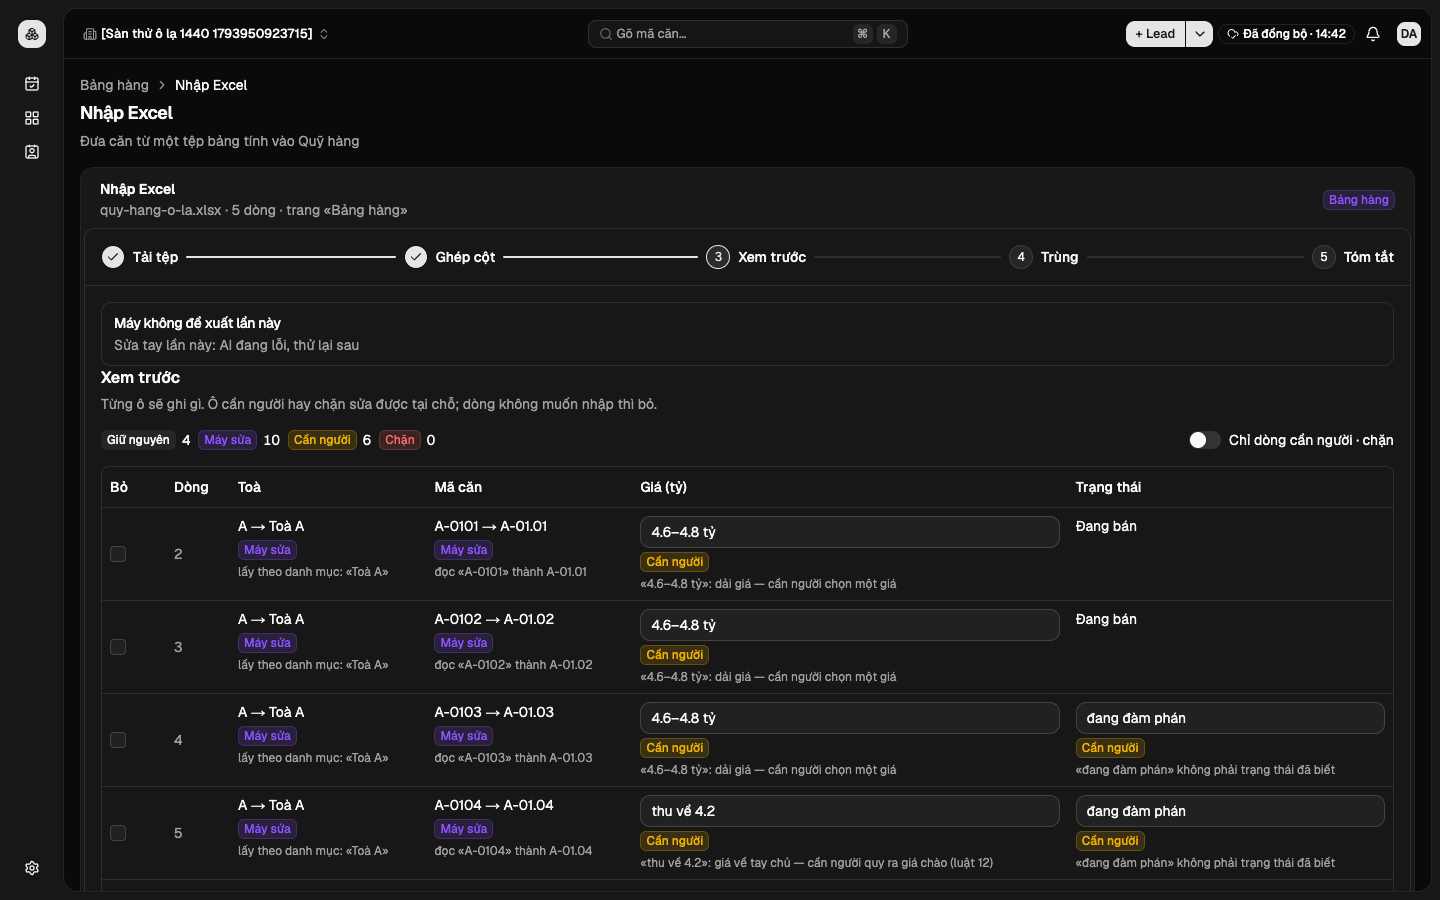 [Sàn thử ô lạ 1440 1793950923715]
Gõ mã căn...
⌘ K
+ Lead
Đã đồng bộ · 14:42
DA
Bảng hàng > Nhập Excel
Nhập Excel
Đưa căn từ một tệp bảng tính vào Quỹ hàng
Nhập Excel
quy-hang-o-la.xlsx · 5 dòng · trang «Bảng hàng»
Bảng hàng
Tải tệp
Ghép cột
3 Xem trước
4 Trùng
5 Tóm tắt
Máy không đề xuất lần này
Sửa tay lần này: AI đang lỗi, thử lại sau
Xem trước
Từng ô sẽ ghi gì. Ô cần người hay chặn sửa được tại chỗ; dòng không muốn nhập thì bỏ.
Giữ nguyên 4 Máy sửa 10 Cần người 6 Chặn 0
Chỉ dòng cần người · chặn
Bỏ Dòng Toà Mã căn Giá (tỷ) Trạng thái
2
A → Toà A
Máy sửa
lấy theo danh mục: «Toà A»
A-0101 → A-01.01
Máy sửa
đọc «A-0101» thành A-01.01
4.6–4.8 tỷ
Cần người
«4.6–4.8 tỷ»: dải giá — cần người chọn một giá
Đang bán
3
A → Toà A
Máy sửa
lấy theo danh mục: «Toà A»
A-0102 → A-01.02
Máy sửa
đọc «A-0102» thành A-01.02
4.6–4.8 tỷ
Cần người
«4.6–4.8 tỷ»: dải giá — cần người chọn một giá
Đang bán
4
A → Toà A
Máy sửa
lấy theo danh mục: «Toà A»
A-0103 → A-01.03
Máy sửa
đọc «A-0103» thành A-01.03
4.6–4.8 tỷ
Cần người
«4.6–4.8 tỷ»: dải giá — cần người chọn một giá
đang đàm phán
Cần người
«đang đàm phán» không phải trạng thái đã biết
5
A → Toà A
Máy sửa
lấy theo danh mục: «Toà A»
A-0104 → A-01.04
Máy sửa
đọc «A-0104» thành A-01.04
thu về 4.2
Cần người
«thu về 4.2»: giá về tay chủ — cần người quy ra giá chào (luật 12)
đang đàm phán
Cần người
«đang đàm phán» không phải trạng thái đã biết